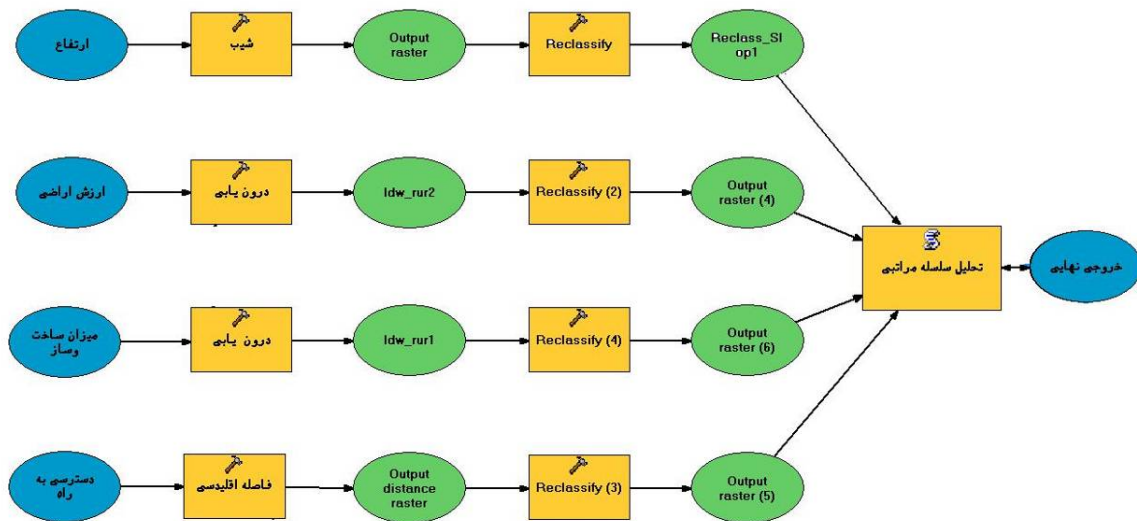 ارتفاع
شیب
Output
raster
Reclassify
Reclass_Sl
op1
ارزش اراضی
درون یابی
Idw_rur2
Reclassify (2)
Output
raster (4)
تحلیل سلسله مراتبی
خروجی نهایی
میزان ساخت
وساز
درون یابی
Idw_rur1
Reclassify (4)
Output
raster (6)
دسترسی به
راه
فاصله اقلیدسی
Output
distance
raster
Reclassify (3)
Output
raster (5)